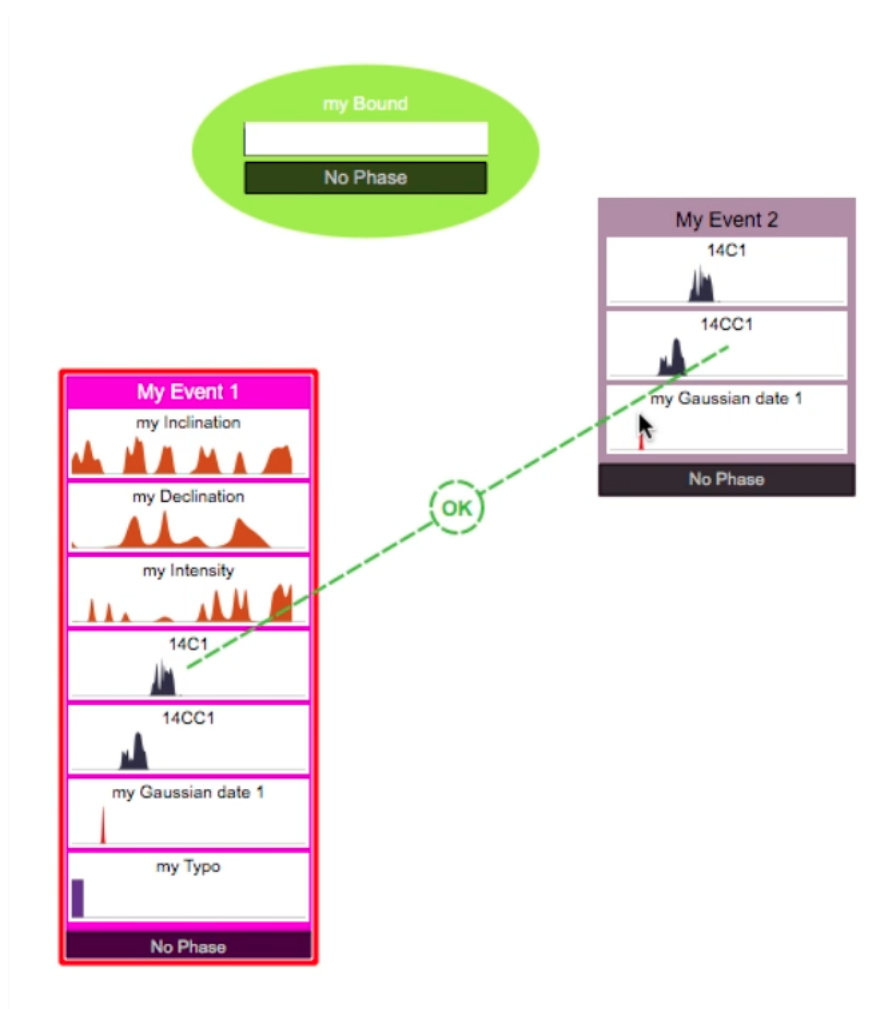 my Bound
No Phase
My Event 2
14C1
14CC1
my Gaussian date 1
No Phase
My Event 1
my Inclination
my Declination
my Intensity
14C1
14CC1
my Gaussian date 1
my Typo
No Phase
OK